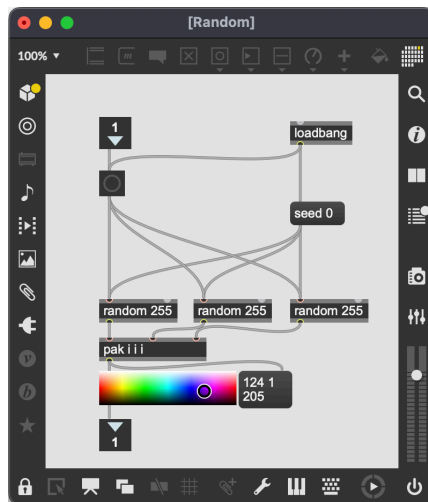 [Random]
100% ▼
m
1
loadbang
seed 0
random 255
random 255
random 255
pak i i i
124 1
205
1